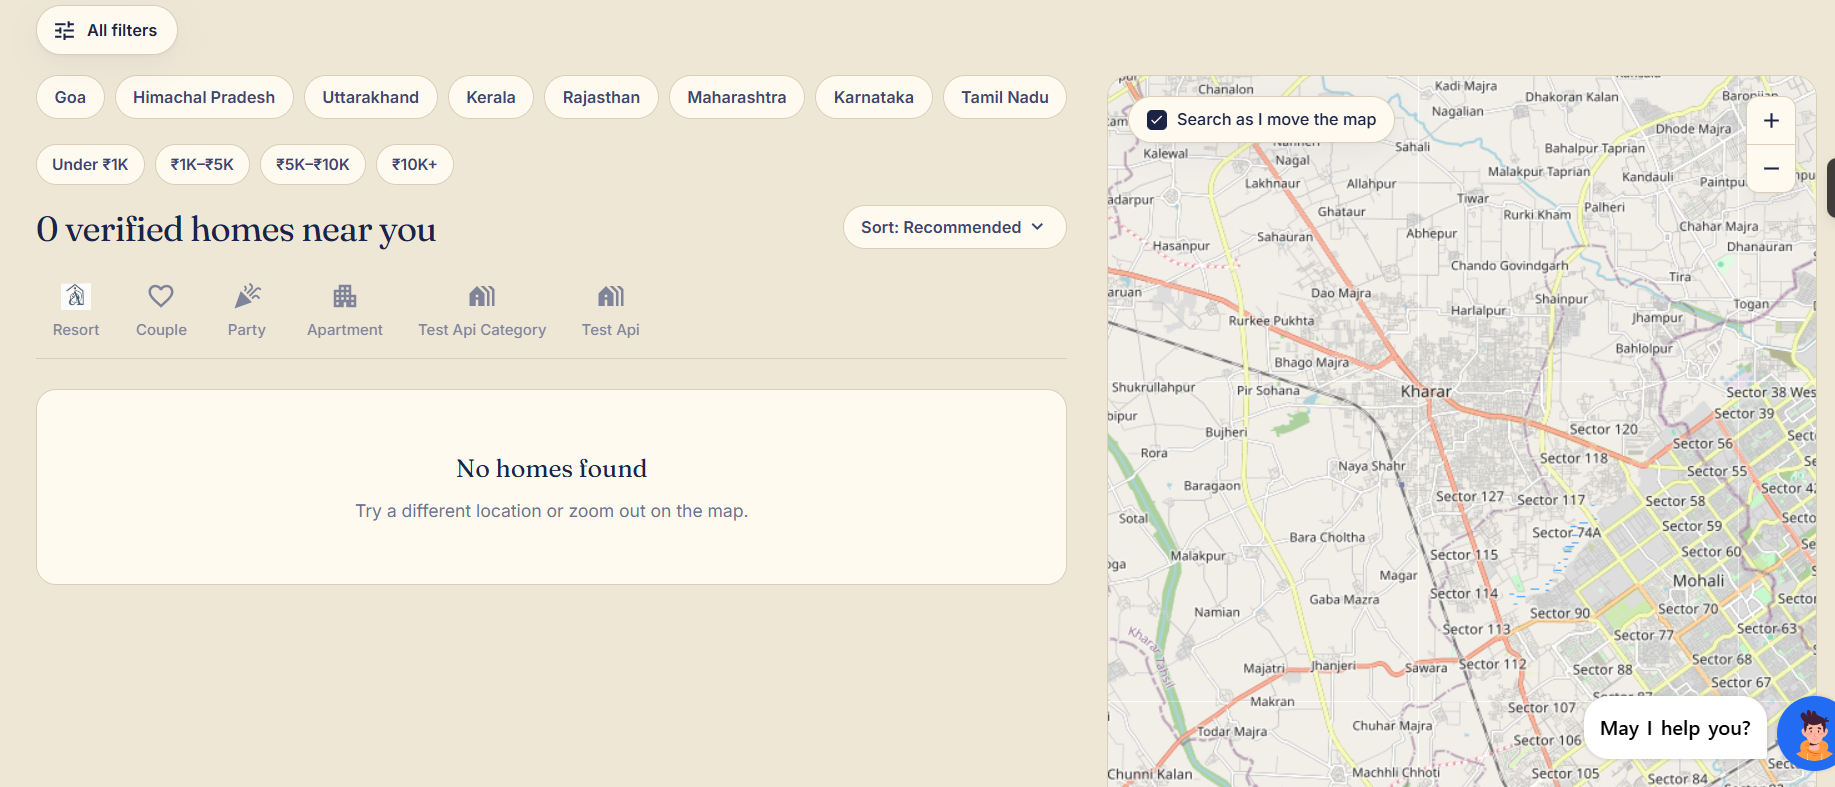 All filters
Goa
Himachal Pradesh
Uttarakhand
Kerala
Rajasthan
Maharashtra
Karnataka
Tamil Nadu
Under ₹1K
₹1K–₹5K
₹5K–₹10K
₹10K+
0 verified homes near you
Sort: Recommended
Resort
Couple
Party
Apartment
Test Api Category
Test Api
No homes found
Try a different location or zoom out on the map.
Search as I move the map
+
−
Chanalon
Kadi Majra
Dhakoran Kalan
Nagalian
Dhode Majra
Kalewal
Nagal
Sahali
Bahalpur Taprian
Malakpur Taprian
Kandauli
Lakhnaur
Allahpur
Tiwar
Rurki Kham
Palheri
Ghataur
Abhepur
Chahar Majra
Hasanpur
Sahauran
Dhanauran
Chando Govindgarh
Tira
Dao Majra
Shainpur
Togan
Rurkee Pukhta
Harlalpur
Jhampur
Bhago Majra
Bahlolpur
Shukrullahpur
Pir Sohana
Kharar
Sector 38 Wes
Sector 39
Bujheri
Sector 120
Sector 56
Rora
Sector 118
Naya Shahr
Sector 55
Baragaon
Sector 127
Sector 117
Sector 58
Sotal
Sector 59
Bara Choltha
Sector 74A
Malakpur
Sector 115
Sector 60
Magar
Mohali
Gaba Mazra
Sector 114
Namian
Sector 90
Sector 70
Sector 113
Sector 77
Sector 63
Kharar Tahsil
Majatri
Jhanjeri
Sawara
Sector 112
Sector 88
Sector 68
Sector 67
Makran
Sector 107
Todar Majra
Chuhar Majra
Sector 106
May I help you?
Chunni Kalan
Machhli Chhoti
Sector 105
Sector 84